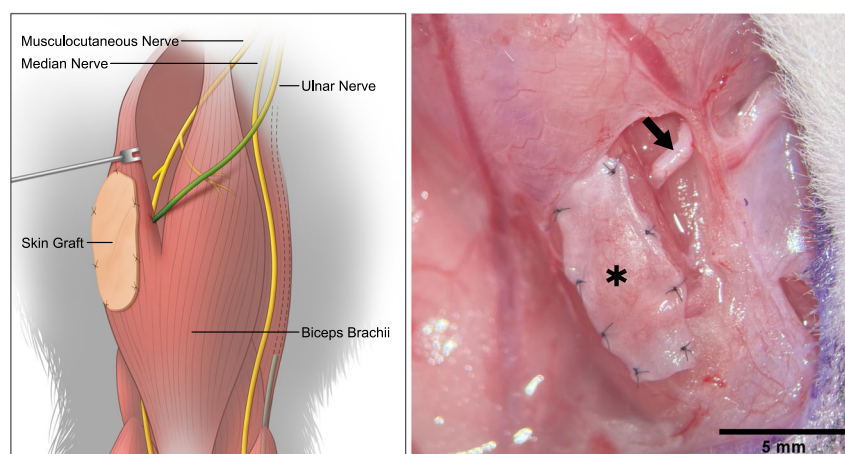 Musculocutaneous Nerve
Median Nerve
Ulnar Nerve
Skin Graft
Biceps Brachii
*
5 mm